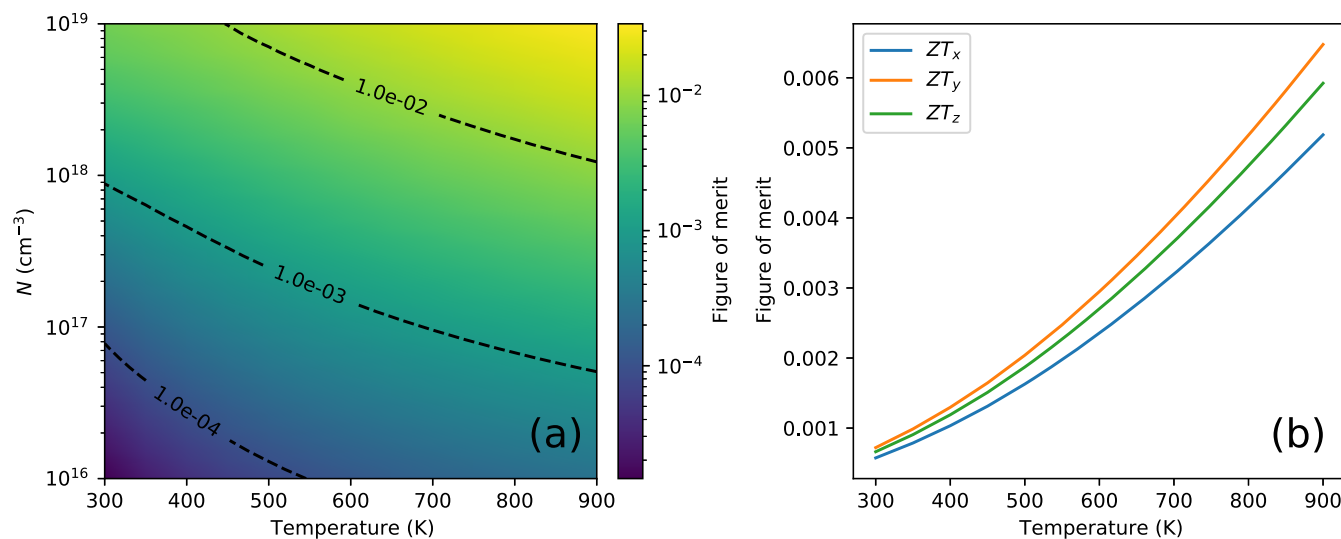 10^19
10^18
10^17
10^16
N (cm^−3)
1.0e-02
1.0e-03
1.0e-04
(a)
300 400 500 600 700 800 900
Temperature (K)
10^−2
10^−3
10^−4
Figure of merit
Figure of merit
0.006
0.005
0.004
0.003
0.002
0.001
ZT_x
ZT_y
ZT_z
(b)
300 400 500 600 700 800 900
Temperature (K)